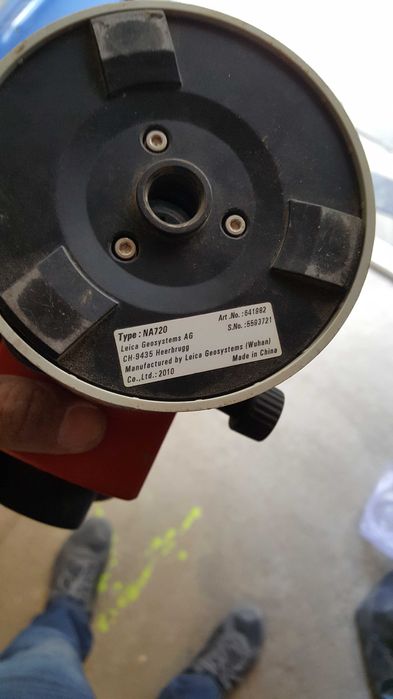 Type: NA720 Art.No.:641982
Leica Geosystems AG S.No.:5593721
CH-9435 Heerbrugg
Manufactured by Leica Geosystems (Wuhan)
Co.,Ltd.: 2010 Made in China